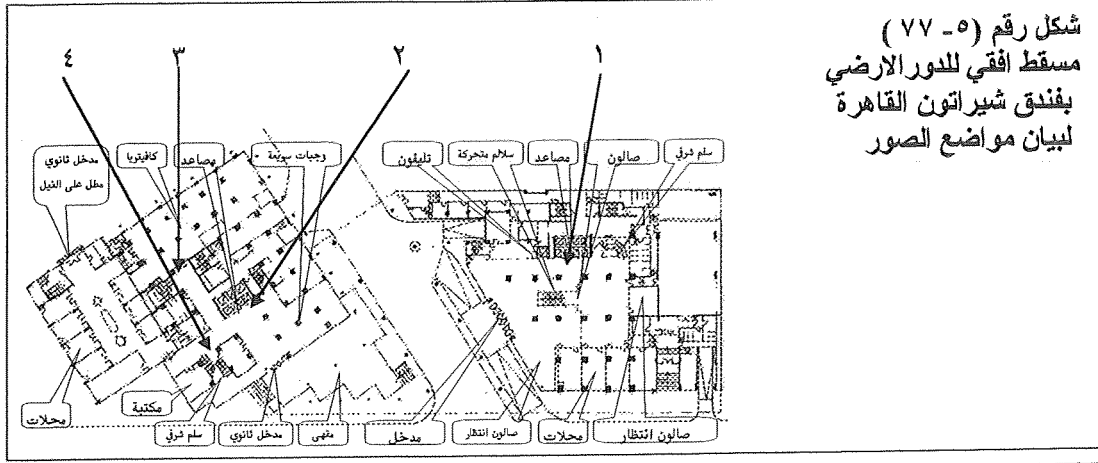 شكل رقم (٥- ٧٧ )
مسقط افقي للدور الارضي
بفندق شيراتون القاهرة
لبيان مواضع الصور
١
٢
٣
٤
سلم شرفي
صالون
مصاعد
سلالم متحركة
تليفون
وجبات سريعة
مصاعد
كافيتريا
مدخل ثانوي
مطل على النيل
محلات
مكتبة
سلم شرفي
مدخل ثانوي
مقهى
مدخل
صالون انتظار
محلات
صالون انتظار